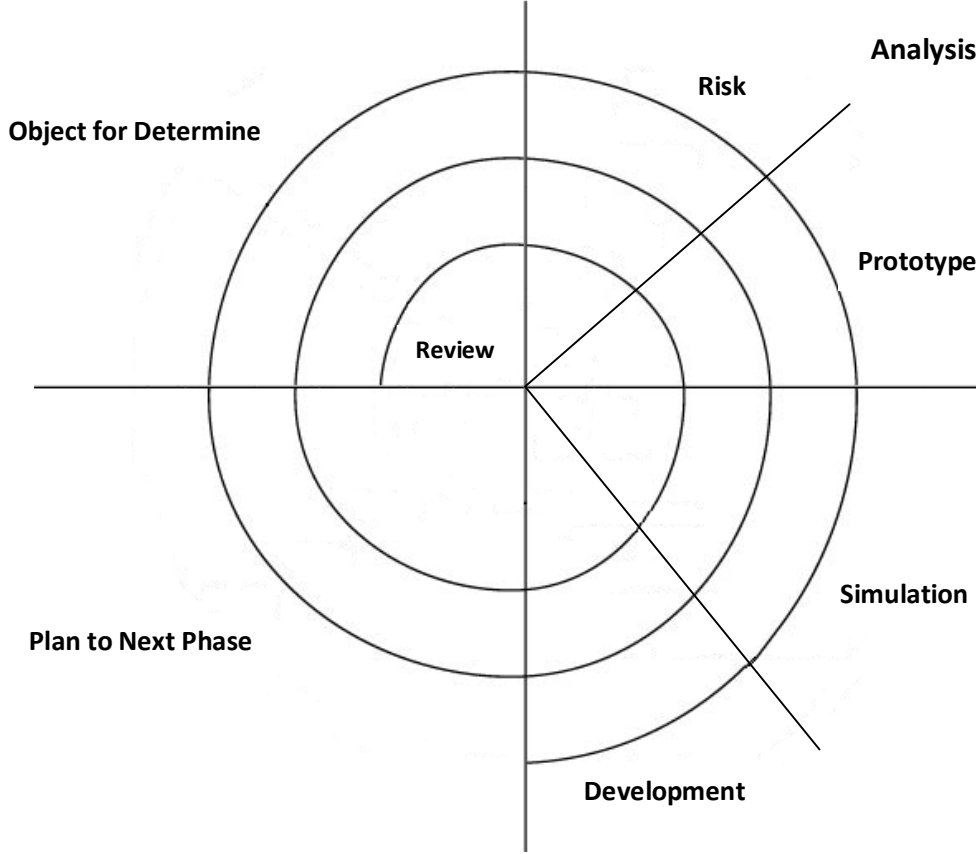 Analysis
Risk
Object for Determine
Prototype
Review
Simulation
Plan to Next Phase
Development